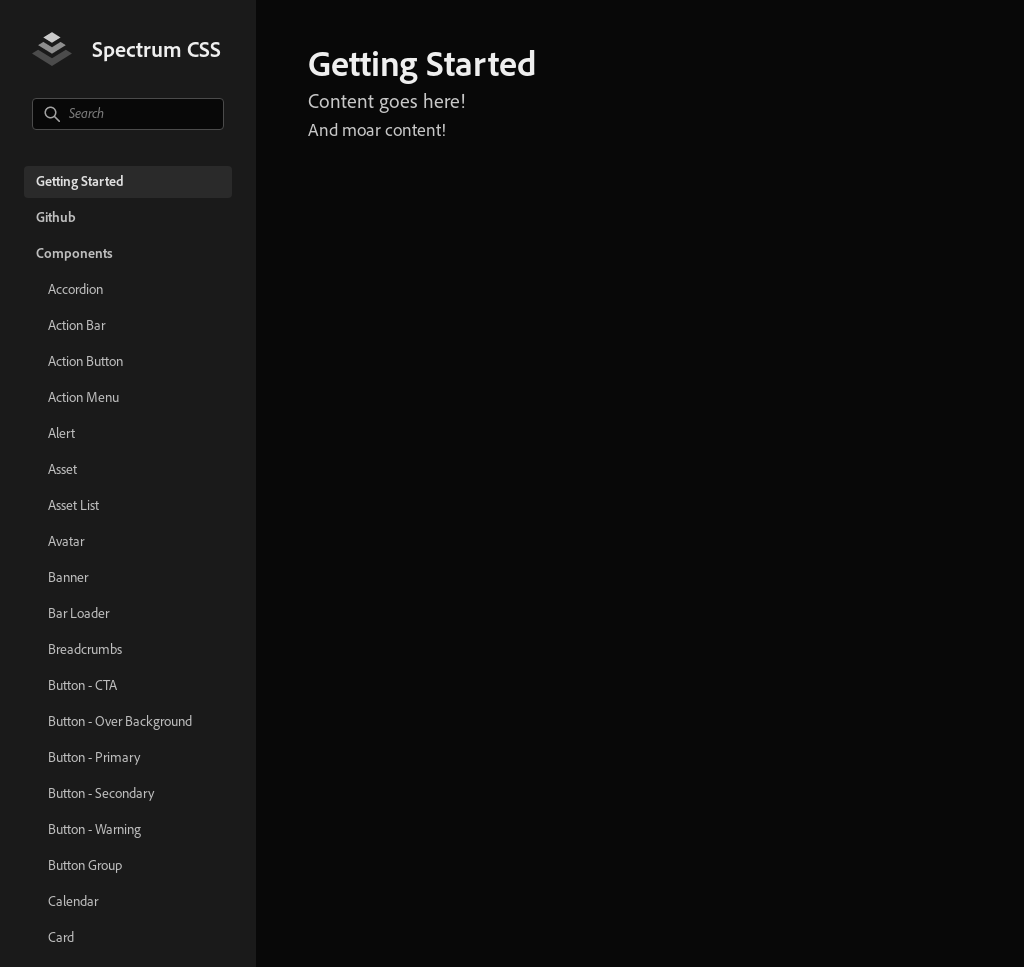 Spectrum CSS
Search
Getting Started
Github
Components
Accordion
Action Bar
Action Button
Action Menu
Alert
Asset
Asset List
Avatar
Banner
Bar Loader
Breadcrumbs
Button - CTA
Button - Over Background
Button - Primary
Button - Secondary
Button - Warning
Button Group
Calendar
Card
Getting Started
Content goes here!
And moar content!